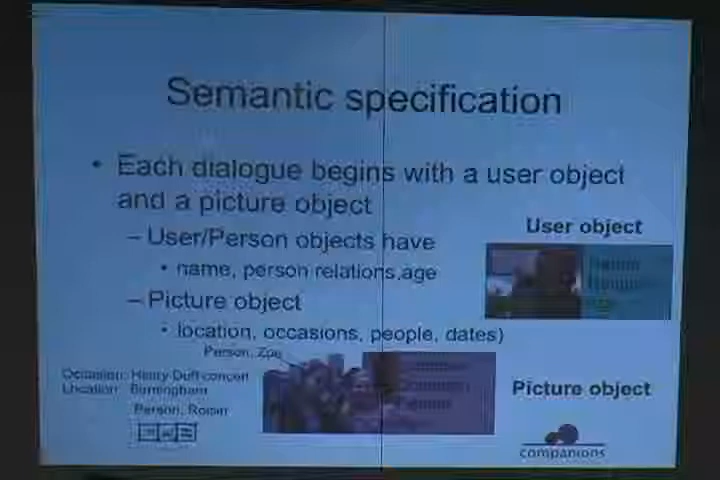 Semantic specification
• Each dialogue begins with a user object
and a picture object
– User/Person objects have
• name, person relations,age
– Picture object
• location, occasions, people, dates)
User object
Person, Zoe
Occasion: Henry Duff concert
Location: Birmingham
Person, Roisin
Picture object
companions